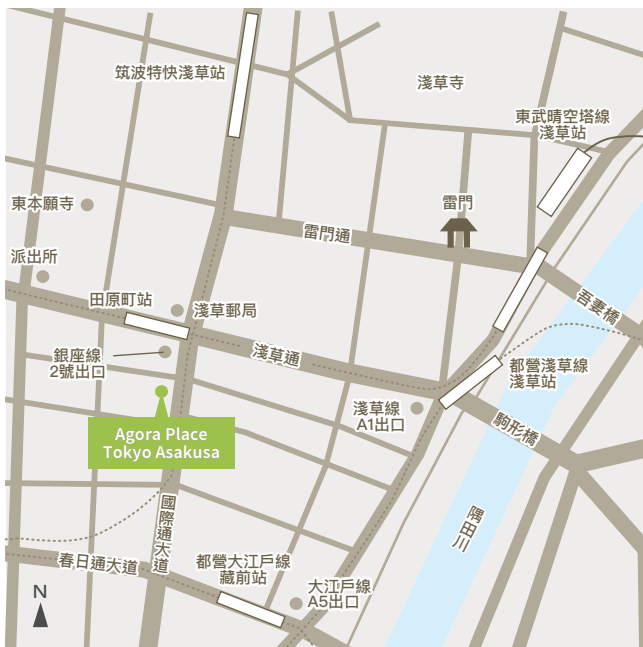 筑波特快淺草站
淺草寺
東武晴空塔線
淺草站
東本願寺
雷門
雷門通
派出所
田原町站
淺草郵局
吾妻橋
銀座線
2號出口
淺草通
都營淺草線
淺草站
淺草線
A1出口
駒形橋
Agora Place
Tokyo Asakusa
國際通大道
隅田川
春日通大道
都營大江戶線
藏前站
大江戶線
A5出口
N